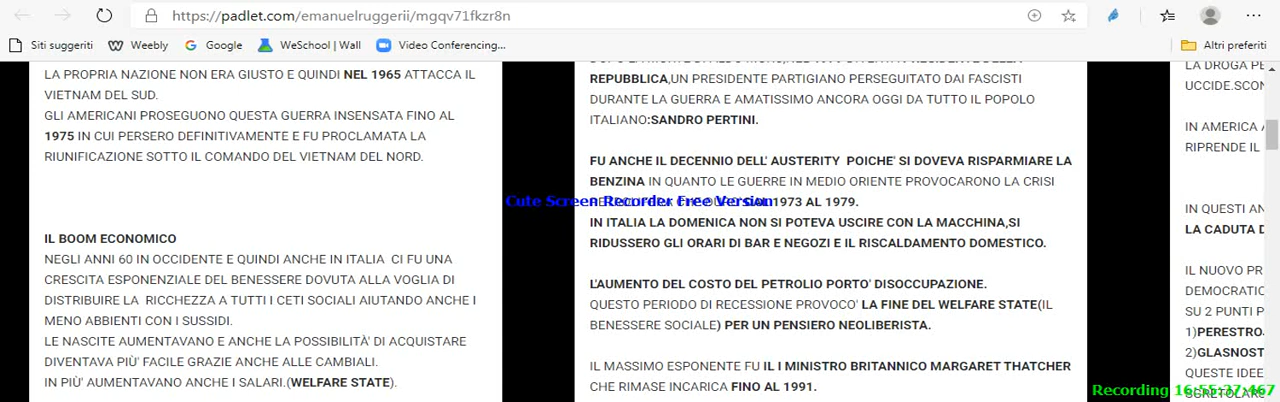 https://padlet.com/emanuelruggerii/mgqv71fkzr8n
Siti suggeriti Weebly Google WeSchool | Wall Video Conferencing... Altri preferiti
LA PROPRIA NAZIONE NON ERA GIUSTO E QUINDI NEL 1965 ATTACCA IL
VIETNAM DEL SUD.
GLI AMERICANI PROSEGUONO QUESTA GUERRA INSENSATA FINO AL
1975 IN CUI PERSERO DEFINITIVAMENTE E FU PROCLAMATA LA
RIUNIFICAZIONE SOTTO IL COMANDO DEL VIETNAM DEL NORD.
IL BOOM ECONOMICO
NEGLI ANNI 60 IN OCCIDENTE E QUINDI ANCHE IN ITALIA CI FU UNA
CRESCITA ESPONENZIALE DEL BENESSERE DOVUTA ALLA VOGLIA DI
DISTRIBUIRE LA RICCHEZZA A TUTTI I CETI SOCIALI AIUTANDO ANCHE I
MENO ABBIENTI CON I SUSSIDI.
LE NASCITE AUMENTAVANO E ANCHE LA POSSIBILITÀ' DI ACQUISTARE
DIVENTAVA PIÙ' FACILE GRAZIE ANCHE ALLE CAMBIALI.
IN PIÙ' AUMENTAVANO ANCHE I SALARI.(WELFARE STATE).
REPUBBLICA,UN PRESIDENTE PARTIGIANO PERSEGUITATO DAI FASCISTI
DURANTE LA GUERRA E AMATISSIMO ANCORA OGGI DA TUTTO IL POPOLO
ITALIANO:SANDRO PERTINI.
FU ANCHE IL DECENNIO DELL' AUSTERITY POICHE' SI DOVEVA RISPARMIARE LA
BENZINA IN QUANTO LE GUERRE IN MEDIO ORIENTE PROVOCARONO LA CRISI
DAL 1973 AL 1979.
Cute Screen Recorder Free Version
IN ITALIA LA DOMENICA NON SI POTEVA USCIRE CON LA MACCHINA,SI
RIDUSSERO GLI ORARI DI BAR E NEGOZI E IL RISCALDAMENTO DOMESTICO.
L'AUMENTO DEL COSTO DEL PETROLIO PORTO' DISOCCUPAZIONE.
QUESTO PERIODO DI RECESSIONE PROVOCO' LA FINE DEL WELFARE STATE(IL
BENESSERE SOCIALE) PER UN PENSIERO NEOLIBERISTA.
IL MASSIMO ESPONENTE FU IL I MINISTRO BRITANNICO MARGARET THATCHER
CHE RIMASE INCARICA FINO AL 1991.
LA DROGA
UCCIDE.
IN AMERICA
RIPRENDE IL
IN QUESTI
LA CADUTA
IL NUOVO
SU 2 PUNTI
1)
2)
QUESTE IDEE
Recording 16:55:27.467